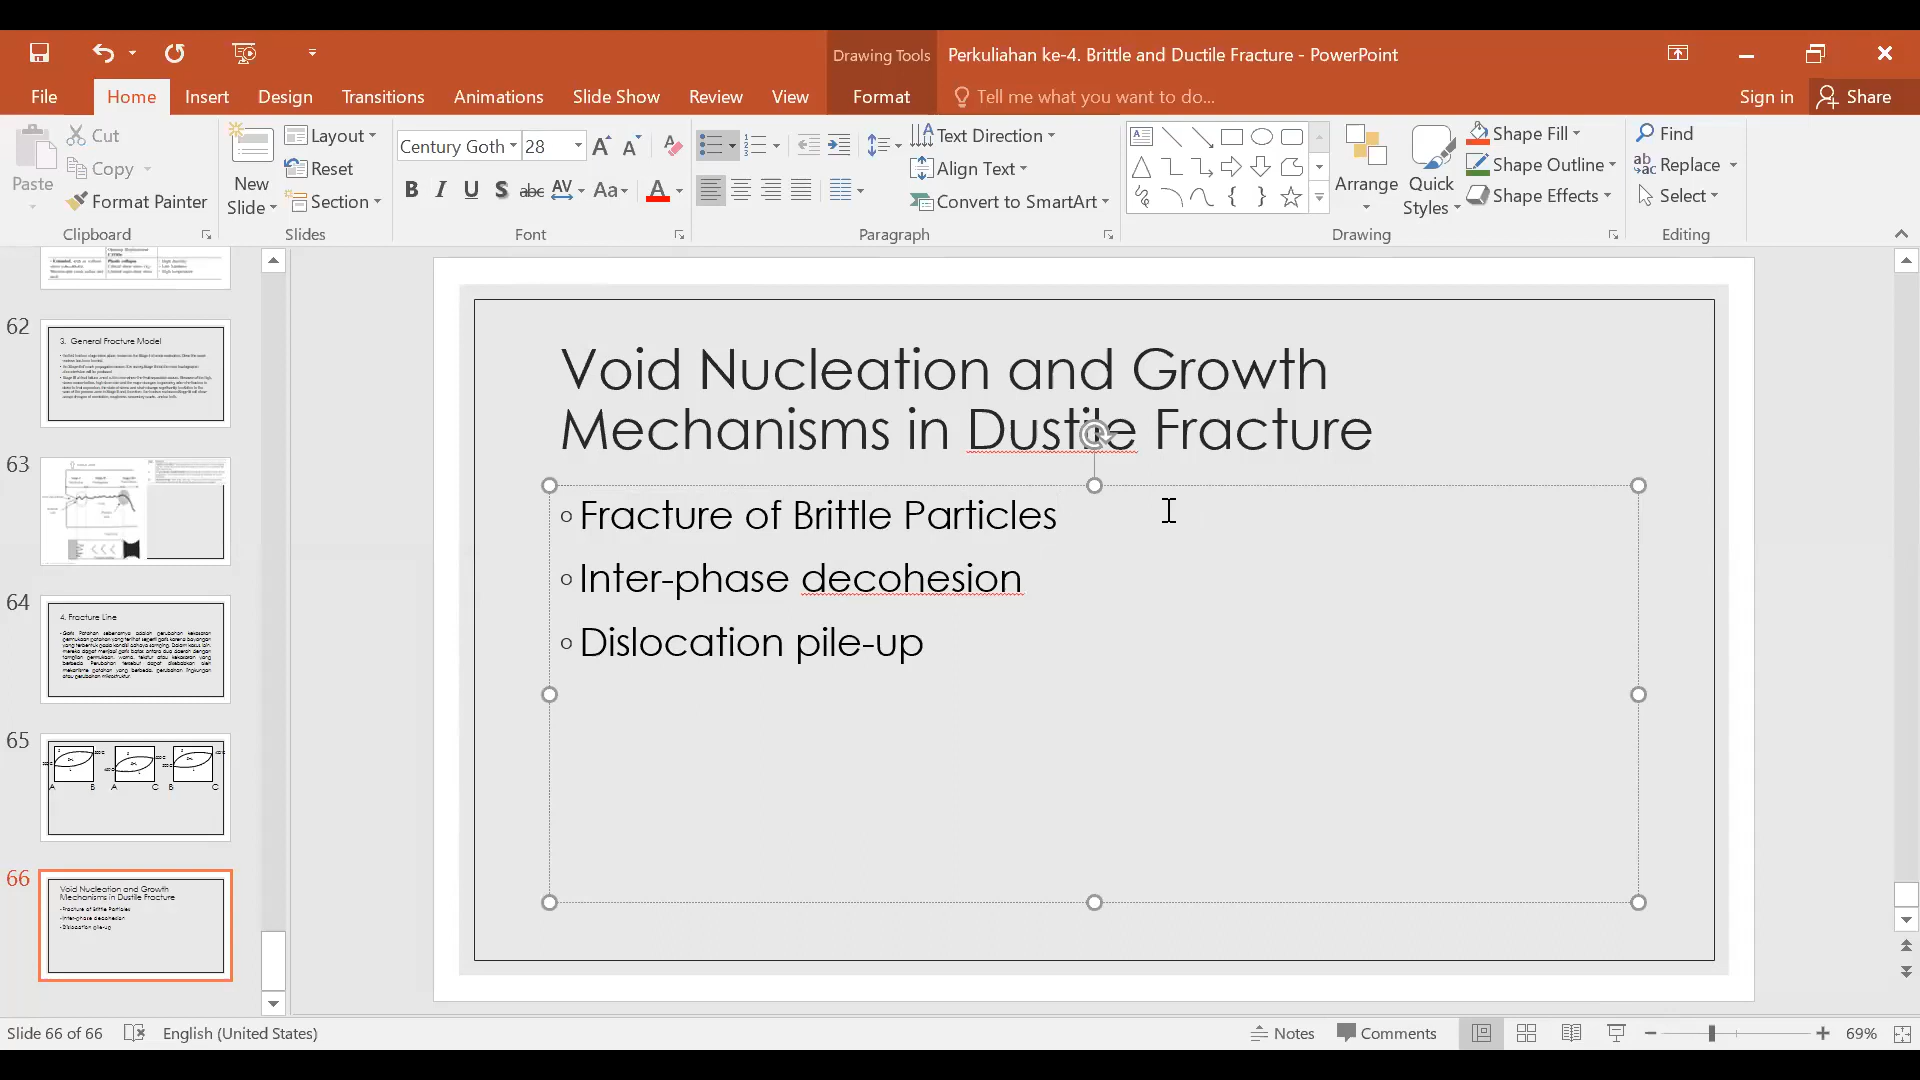 Drawing Tools
Perkuliahan ke-4. Brittle and Ductile Fracture - PowerPoint
File
Home
Insert
Design
Transitions
Animations
Slide Show
Review
View
Format
Tell me what you want to do...
Sign in
Share
Paste
Cut
Copy
Format Painter
Clipboard
New
Slide
Layout
Reset
Section
Slides
Century Goth
28
B I U S abc AV Aa A
Font
Text Direction
Align Text
Convert to SmartArt
Paragraph
Arrange
Quick
Styles
Shape Fill
Shape Outline
Shape Effects
Drawing
Find
Replace
Select
Editing
62
3. General Fracture Model
63
64
4. Fracture Line
65
A B A C B C
66
Void Nucleation and Growth
Mechanisms in Dustile Fracture
Fracture of Brittle Particles
Inter-phase decohesion
Dislocation pile-up
Void Nucleation and Growth
Mechanisms in Dustile Fracture
Fracture of Brittle Particles
Inter-phase decohesion
Dislocation pile-up
Slide 66 of 66
English (United States)
Notes
Comments
69%